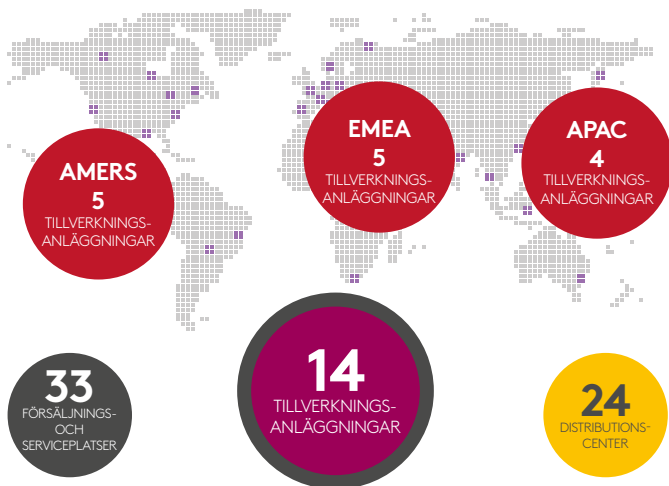 AMERS
5
TILLVERKNINGS-
ANLÄGGNINGAR
EMEA
5
TILLVERKNINGS-
ANLÄGGNINGAR
APAC
4
TILLVERKNINGS-
ANLÄGGNINGAR
33
FÖRSÄLJNINGS-
OCH
SERVICEPLATSER
14
TILLVERKNINGS-
ANLÄGGNINGAR
24
DISTRIBUTIONS-
CENTER